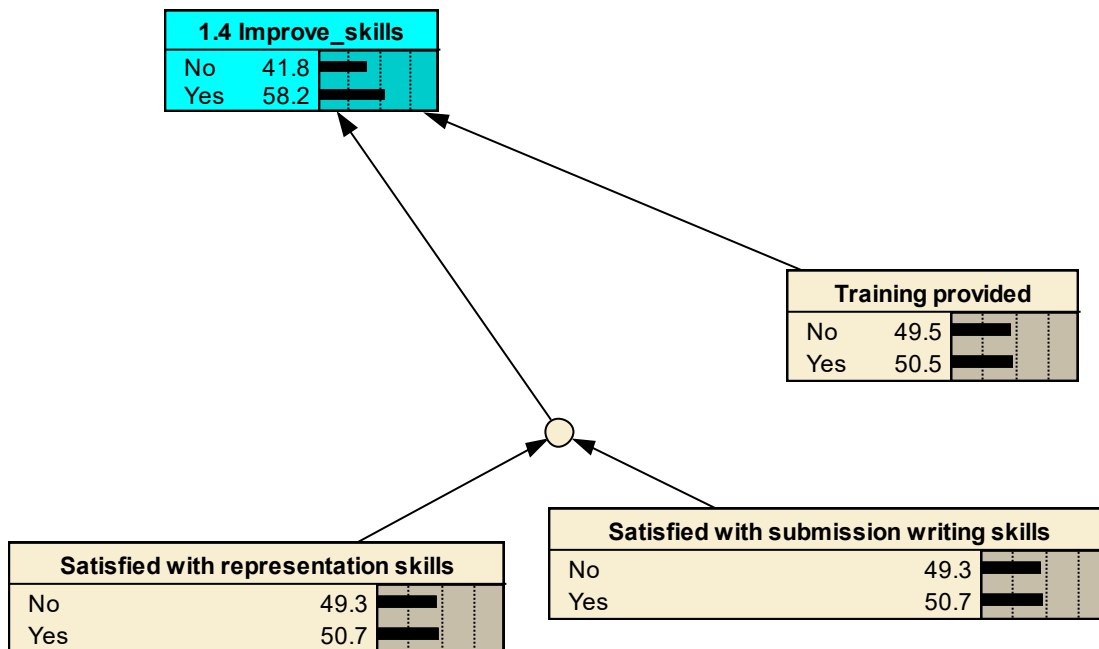 1.4 Improve_skills
No 41.8
Yes 58.2
Training provided
No 49.5
Yes 50.5
Satisfied with submission writing skills
No 49.3
Yes 50.7
Satisfied with representation skills
No 49.3
Yes 50.7